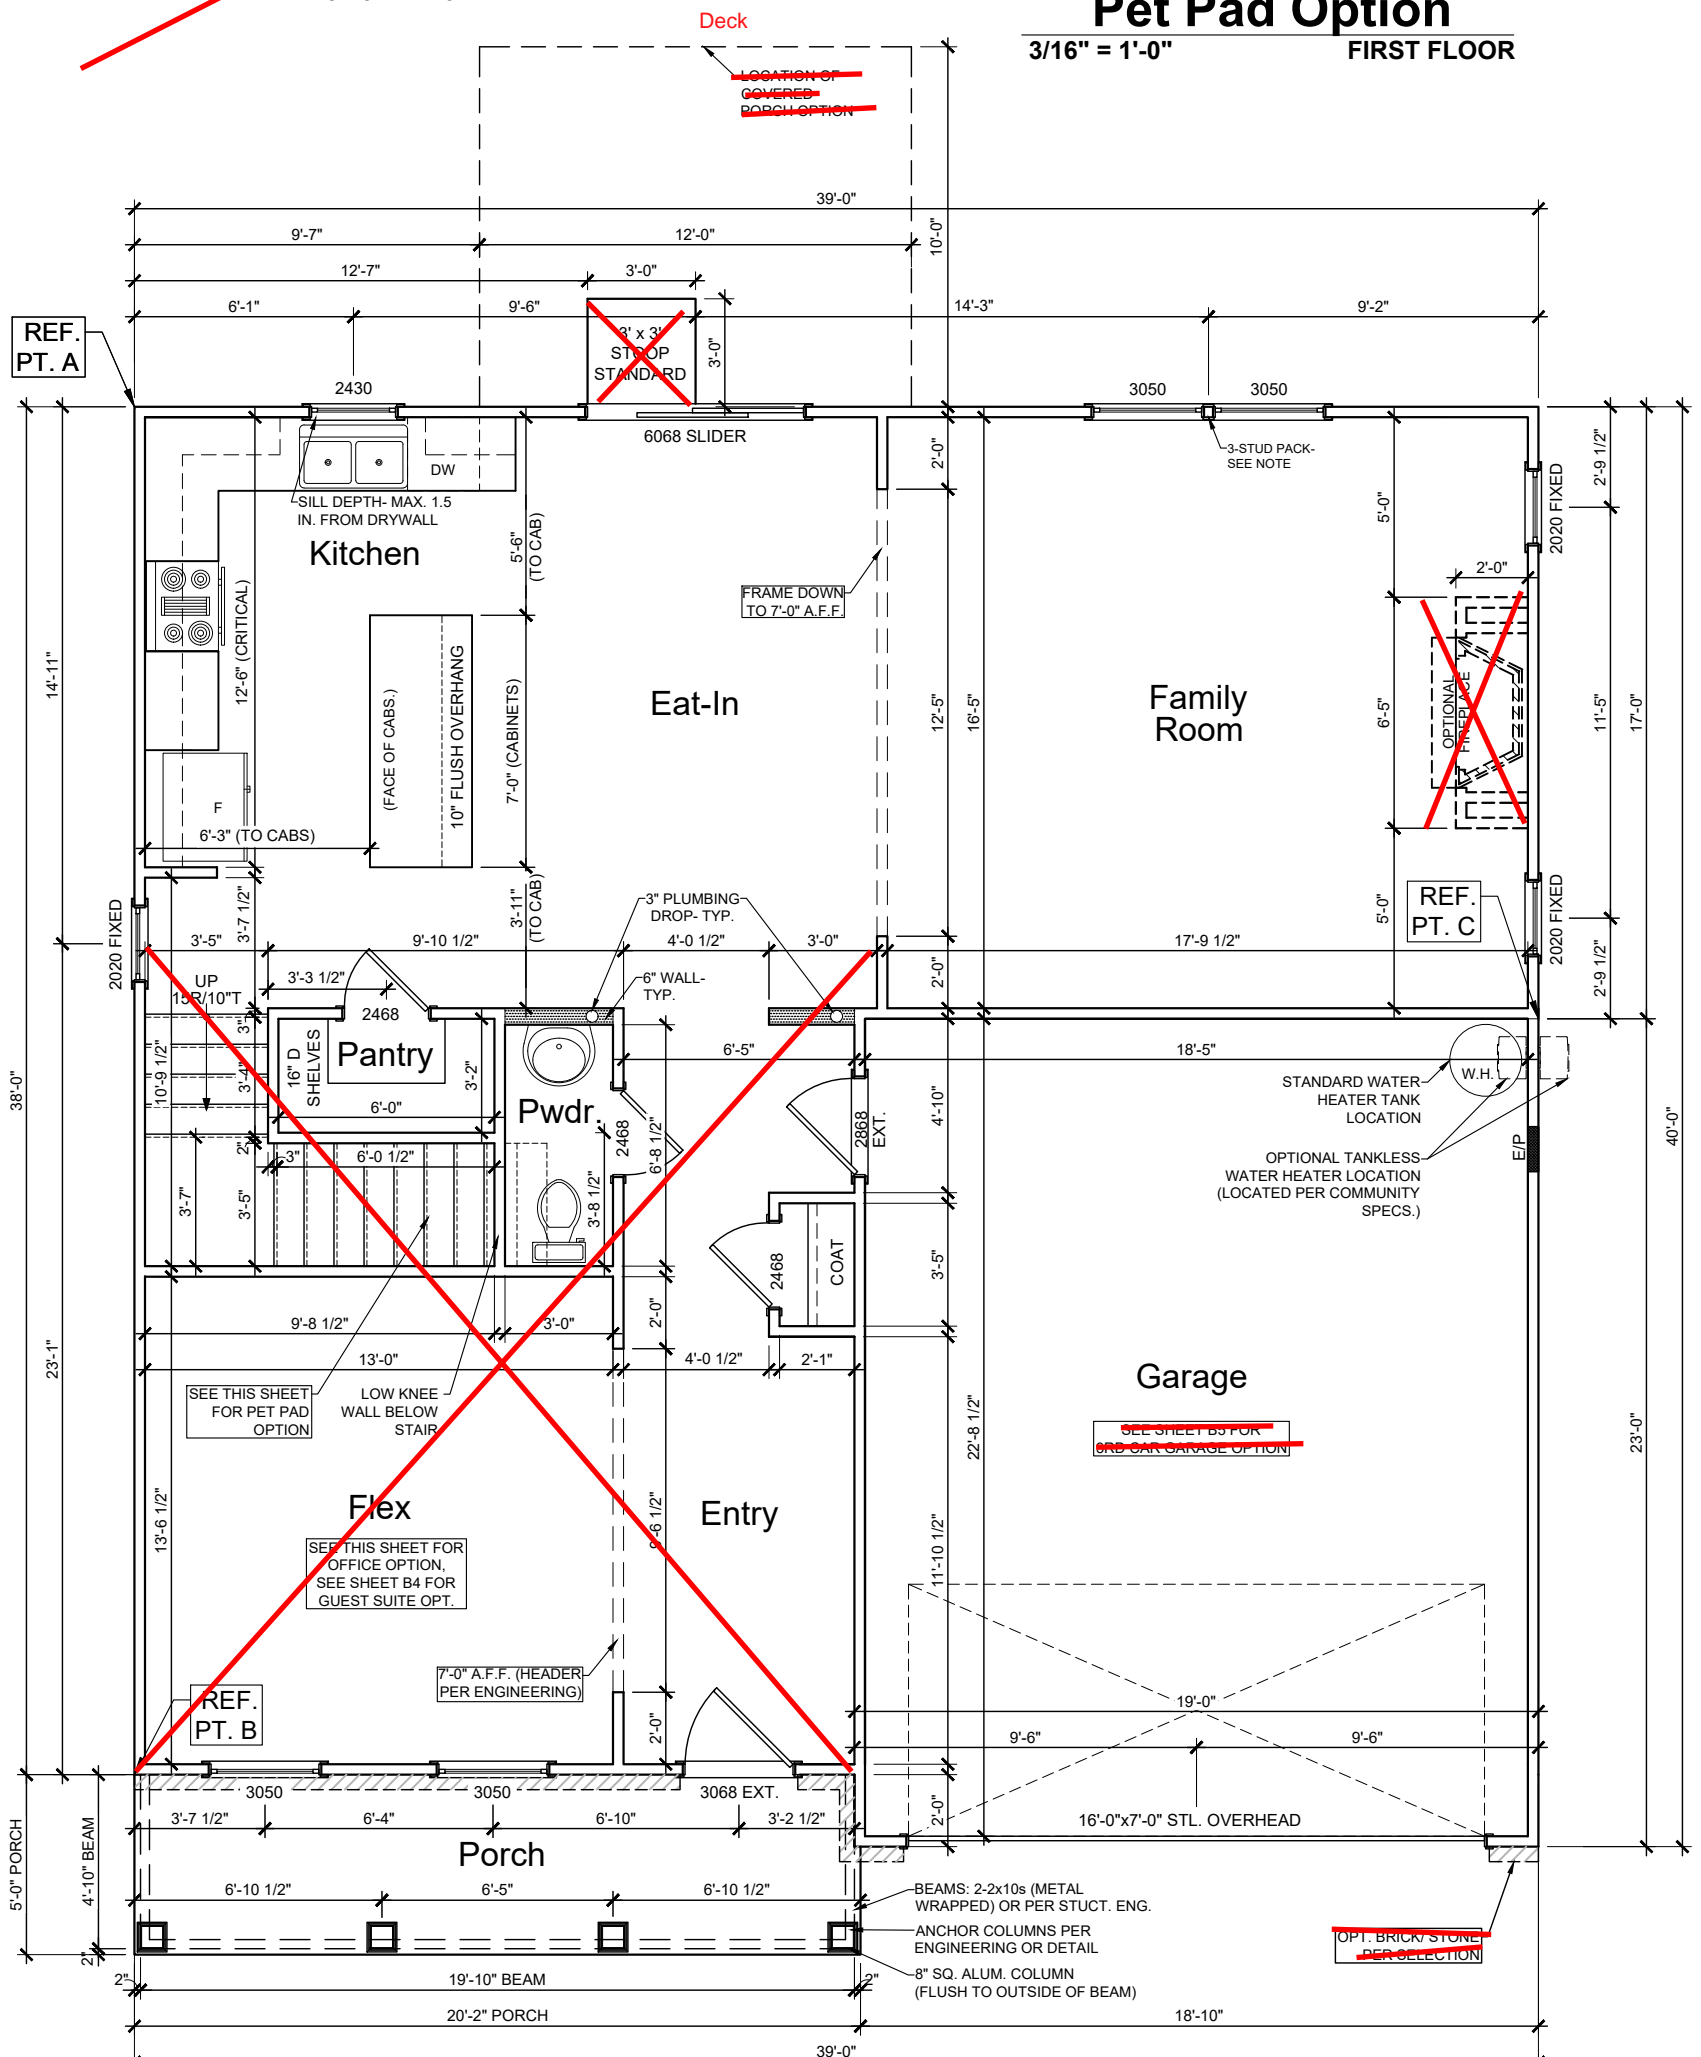 Deck
Pet Pad Option
3/16" = 1'-0" FIRST FLOOR
LOCATION OF
COVERED
PORCH OPTION
39'-0"
9'-7" 12'-0" 10'-0"
12'-7" 3'-0"
6'-1" 9'-6" 14'-3" 9'-2"
REF.
PT. A
3' x 3'
STOOP
STANDARD
3'-0"
2430
3050 3050
6068 SLIDER
DW
3-STUD PACK-
SEE NOTE
SILL DEPTH- MAX. 1.5
IN. FROM DRYWALL
Kitchen
5'-6"
(TO CAB)
2'-0"
5'-0"
2020 FIXED
2'-9 1/2"
FRAME DOWN
TO 7'-0" A.F.F.
2'-0"
12'-6" (CRITICAL)
14'-11"
(FACE OF CABS.)
10" FLUSH OVERHANG
7'-0" (CABINETS)
Eat-In
12'-5"
16'-5"
Family
Room
6'-5"
OPTIONAL
FIREPLACE
11'-5"
17'-0"
F
6'-3" (TO CABS)
3'-11"
(TO CAB)
3" PLUMBING
DROP- TYP.
5'-0"
REF.
PT. C
2020 FIXED
2020 FIXED
3'-7 1/2"
3'-5" 9'-10 1/2" 4'-0 1/2" 3'-0" 17'-9 1/2"
2'-0"
2'-9 1/2"
UP
15R/10"T
3'-3 1/2"
6" WALL-
TYP.
2468
3"
Pantry
16" D
SHELVES
3'-2"
6'-5" 18'-5"
W.H.
STANDARD WATER
HEATER TANK
LOCATION
38'-0"
10'-9 1/2"
3'-4"
6'-0"
Pwdr.
2468
6'-8 1/2"
2868
EXT.
4'-10"
E/P
40'-0"
2"
3" 6'-0 1/2"
OPTIONAL TANKLESS
WATER HEATER LOCATION
(LOCATED PER COMMUNITY
SPECS.)
3'-7"
3'-5"
3'-8 1/2"
2468
COAT
3'-5"
9'-8 1/2" 3'-0"
2'-0"
23'-1"
13'-0" 4'-0 1/2" 2'-1"
SEE THIS SHEET
FOR PET PAD
OPTION
LOW KNEE
WALL BELOW
STAIR
Garage
22'-8 1/2"
SEE SHEET B5 FOR
3RD CAR GARAGE OPTION
23'-0"
13'-6 1/2"
Flex
Entry
11'-10 1/2"
SEE THIS SHEET FOR
OFFICE OPTION,
SEE SHEET B4 FOR
GUEST SUITE OPT.
7'-0" A.F.F. (HEADER
PER ENGINEERING)
REF.
PT. B
2'-0"
19'-0"
9'-6" 9'-6"
3050 3050 3068 EXT.
3'-7 1/2" 6'-4" 6'-10" 3'-2 1/2"
2'-0"
16'-0"x7'-0" STL. OVERHEAD
5'-0" PORCH
4'-10" BEAM
Porch
6'-10 1/2" 6'-5" 6'-10 1/2"
BEAMS: 2-2x10s (METAL
WRAPPED) OR PER STUCT. ENG.
ANCHOR COLUMNS PER
ENGINEERING OR DETAIL
8" SQ. ALUM. COLUMN
(FLUSH TO OUTSIDE OF BEAM)
OPT. BRICK/ STONE
PER SELECTION
2"
2" 19'-10" BEAM 2"
20'-2" PORCH 18'-10"
39'-0"